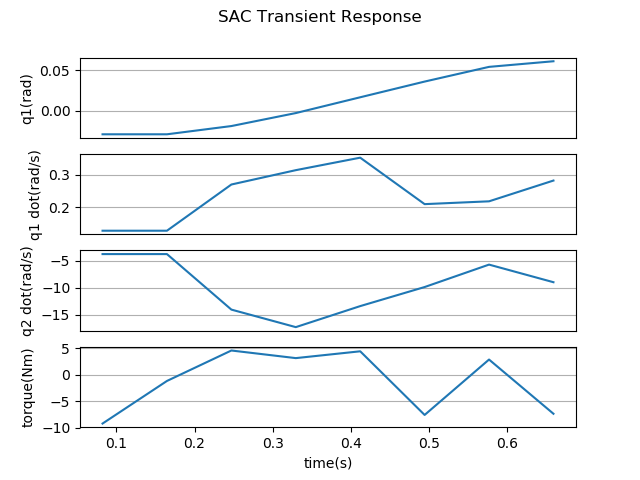 SAC Transient Response
q1(rad)
0.05
0.00
q1 dot(rad/s)
0.3
0.2
q2 dot(rad/s)
−5
−10
−15
torque(Nm)
5
0
−5
−10
0.1 0.2 0.3 0.4 0.5 0.6
time(s)